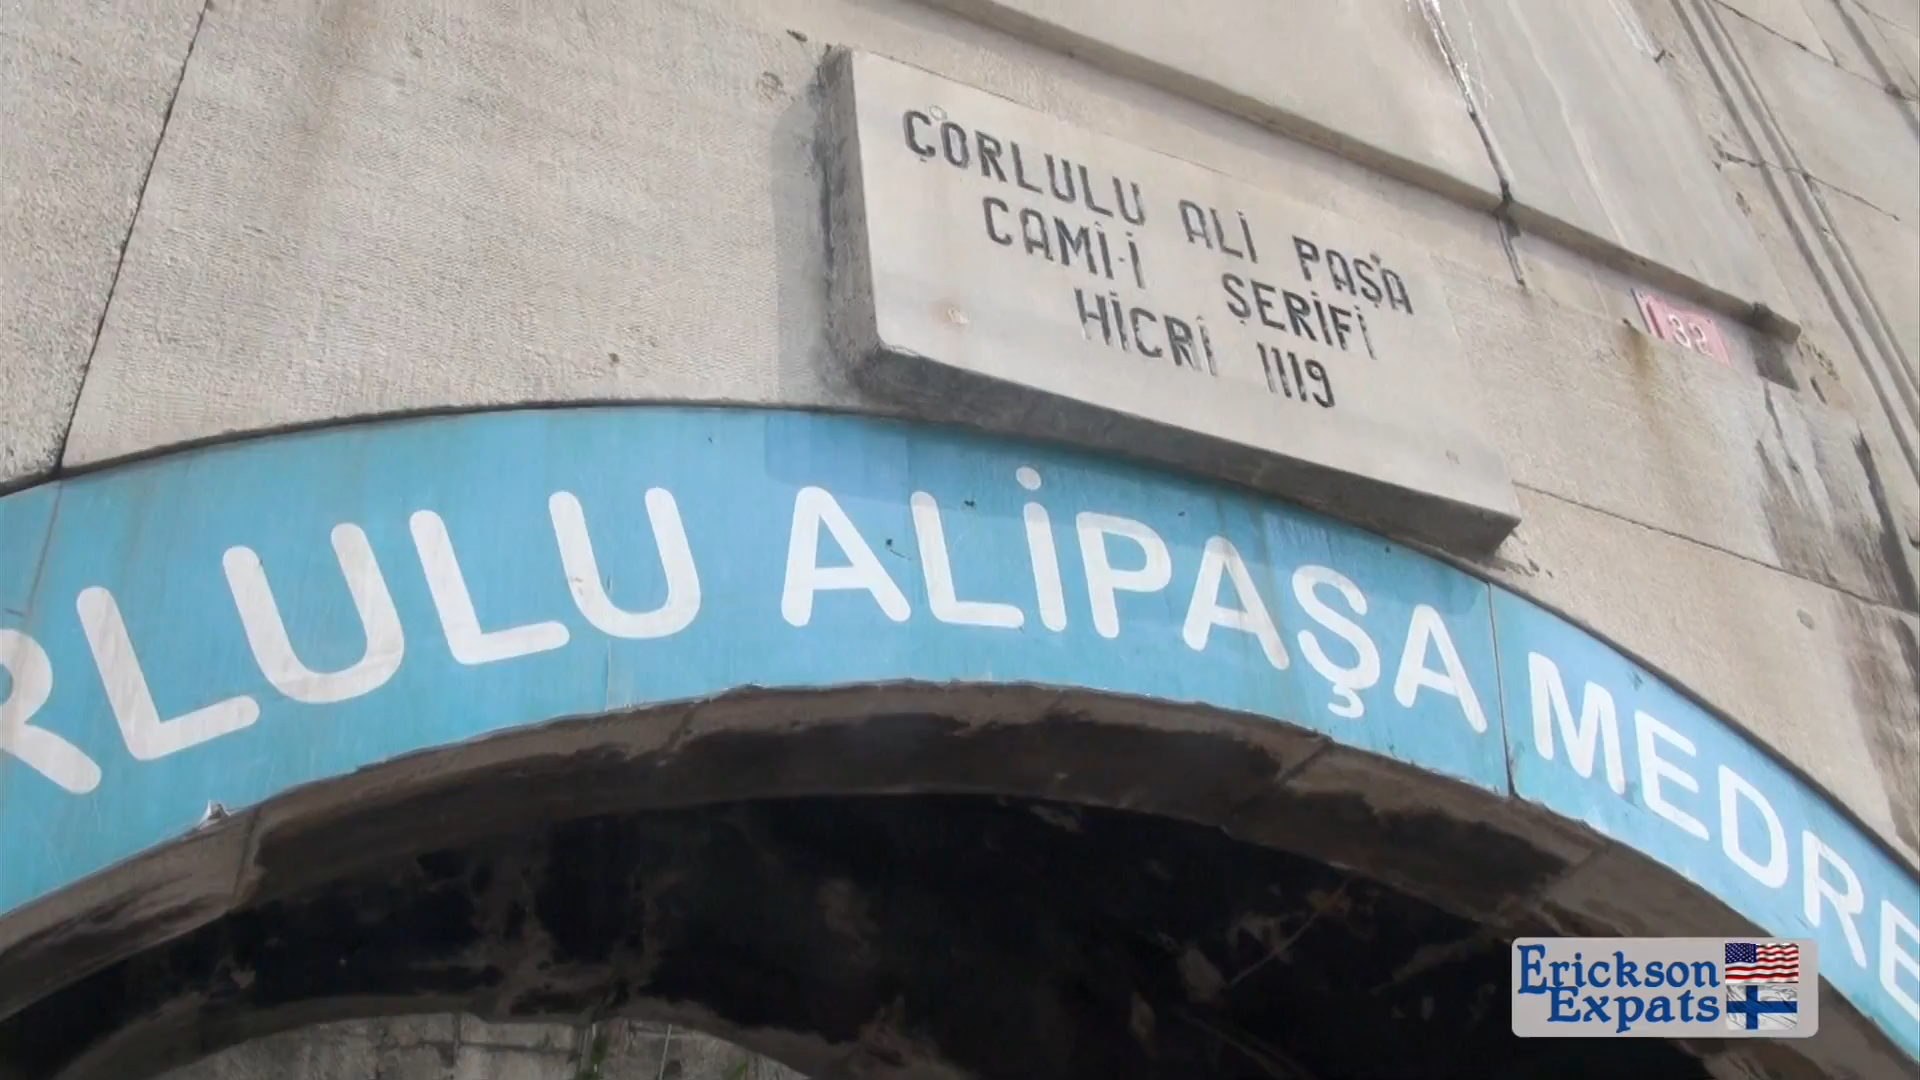 ÇORLULU ALİ PAŞA
CAMİ-İ ŞERİFİ
HİCRİ 1119
32
RLULU ALİPAŞA MEDRE
Erickson
Expats